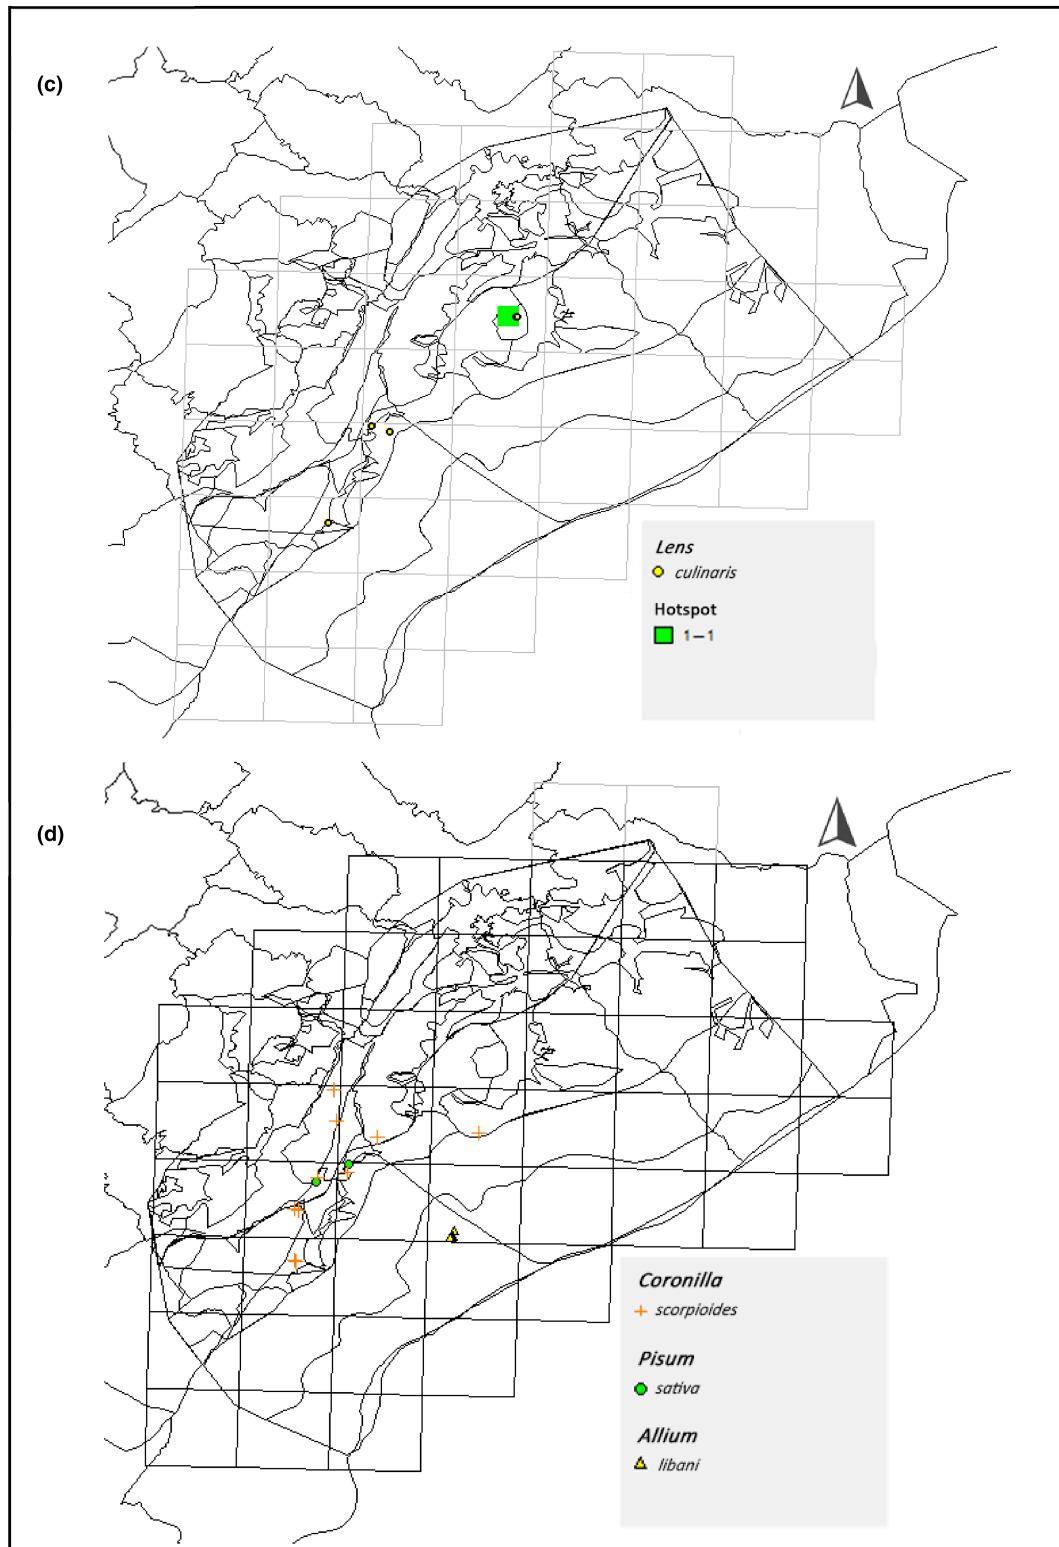 (c)
Lens
culinaris
Hotspot
1–1
(d)
Coronilla
scorpioides
Pisum
sativa
Allium
libani